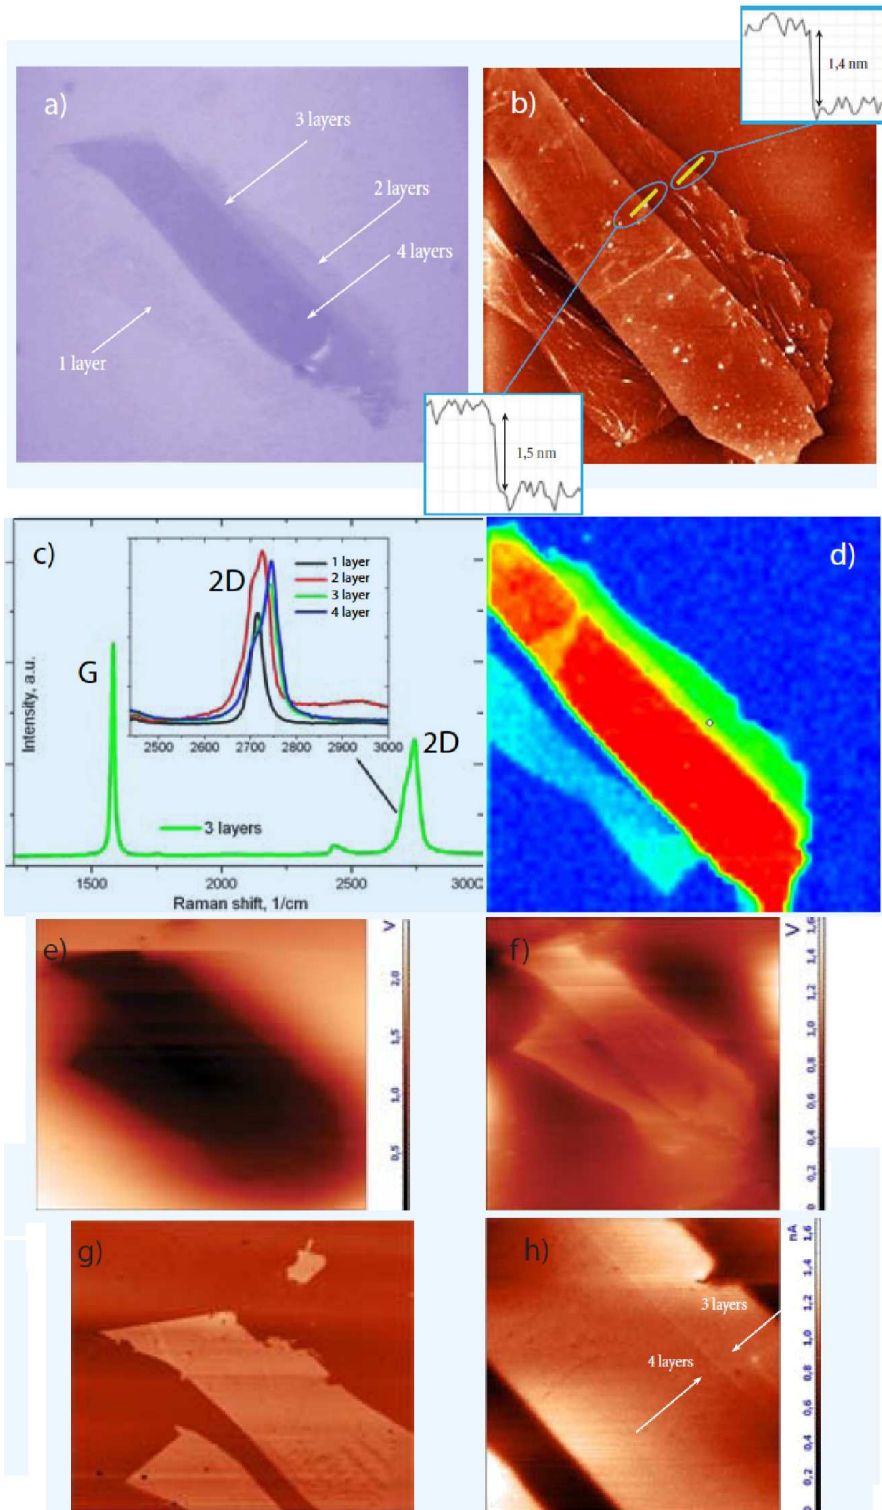 1,4 nm
a)
3 layers
2 layers
4 layers
1 layer
b)
1,5 nm
c)
2D
1 layer
2 layer
3 layer
4 layer
2400 2500 2600 2700 2800 2900 3000
G
2D
3 layers
Intensity, a.u.
1500 2000 2500 3000
Raman shift, 1/cm
d)
e)
V
2,0
1,5
1,0
0,5
f)
V
1,6
1,4
1,2
1,0
0,8
0,6
0,4
0,2
0
g)
h)
3 layers
4 layers
nA
1,6
1,4
1,2
1,0
0,8
0,6
0,4
0,2
0